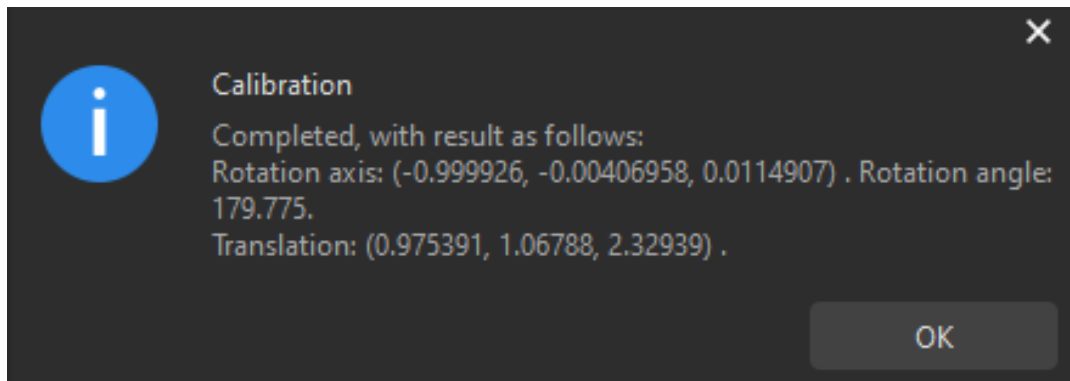 Calibration
Completed, with result as follows:
Rotation axis: (-0.999926, -0.00406958, 0.0114907) . Rotation angle:
179.775.
Translation: (0.975391, 1.06788, 2.32939) .
OK